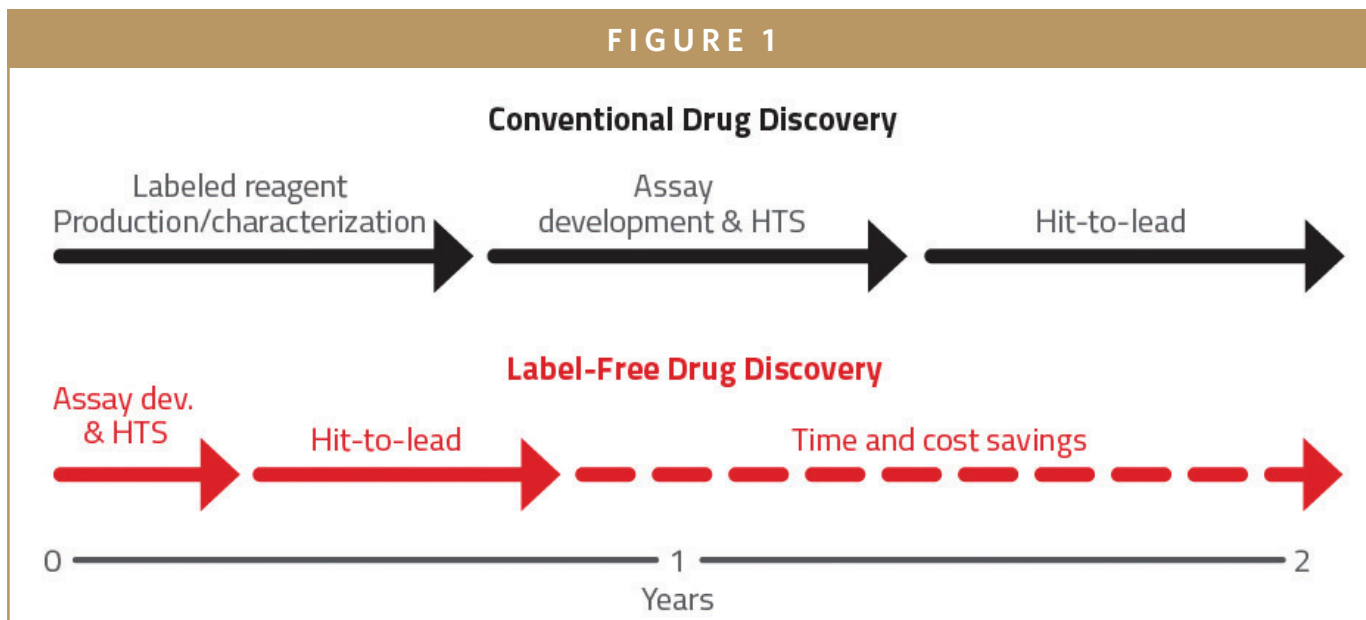 FIGURE 1
Conventional Drug Discovery
Labeled reagent
Production/characterization
Assay
development & HTS
Hit-to-lead
Label-Free Drug Discovery
Assay dev.
& HTS
Hit-to-lead
Time and cost savings
0 1 2
Years